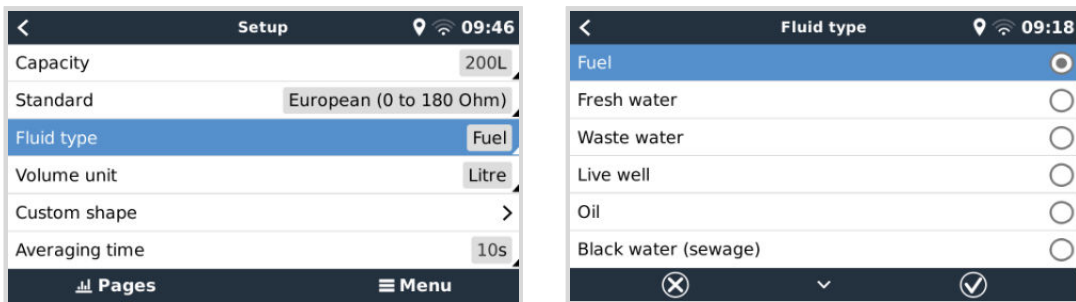 Setup 09:46
Capacity 200L
Standard European (0 to 180 Ohm)
Fluid type Fuel
Volume unit Litre
Custom shape
Averaging time 10s
Pages Menu
Fluid type 09:18
Fuel
Fresh water
Waste water
Live well
Oil
Black water (sewage)